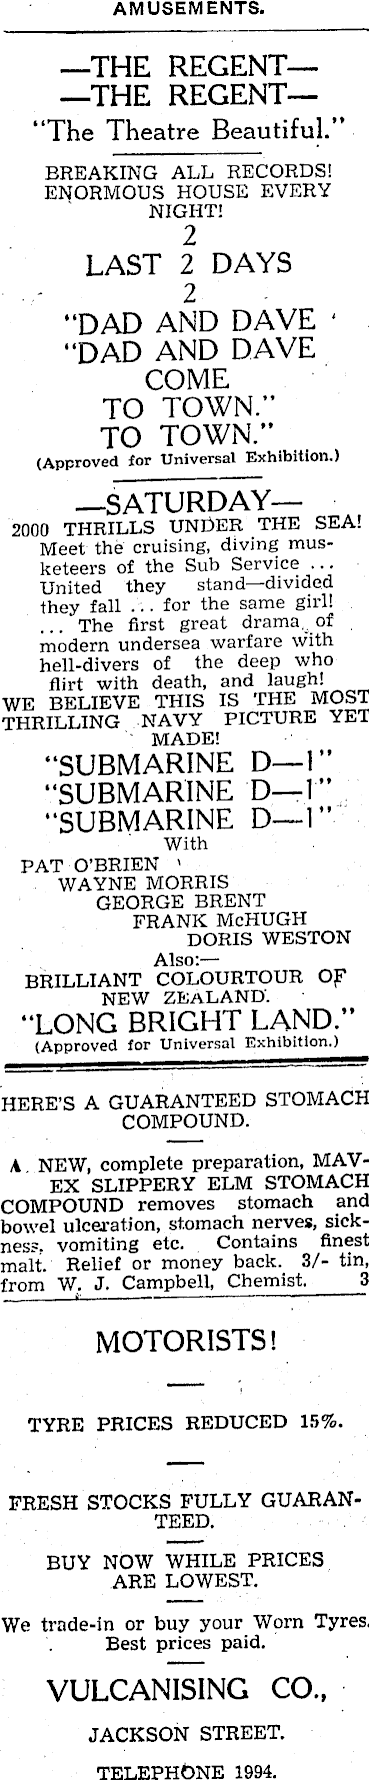 AMUSEMENTS.
—THE REGENT—
—THE REGENT—
"The Theatre Beautiful."
BREAKING ALL RECORDS!
ENORMOUS HOUSE EVERY
NIGHT!
2
LAST 2 DAYS
2
"DAD AND DAVE
"DAD AND DAVE
COME
TO TOWN."
TO TOWN."
(Approved for Universal Exhibition.)
—SATURDAY—
2000 THRILLS UNDER THE SEA!
Meet the cruising, diving mus-
keteers of the Sub Service ...
United they stand—divided
they fall ... for the same girl!
... The first great drama of
modern undersea warfare with
hell-divers of the deep who
flirt with death, and laugh!
WE BELIEVE THIS IS THE MOST
THRILLING NAVY PICTURE YET
MADE!
"SUBMARINE D—1"
"SUBMARINE D—1"
"SUBMARINE D—1"
With
PAT O'BRIEN
WAYNE MORRIS
GEORGE BRENT
FRANK McHUGH
DORIS WESTON
Also:—
BRILLIANT COLOURTOUR OF
NEW ZEALAND.
"LONG BRIGHT LAND."
(Approved for Universal Exhibition.)
HERE'S A GUARANTEED STOMACH
COMPOUND.
A NEW, complete preparation, MAV-
EX SLIPPERY ELM STOMACH
COMPOUND removes stomach and
bowel ulceration, stomach nerves, sick-
ness, vomiting etc. Contains finest
malt. Relief or money back. 3/- tin,
from W. J. Campbell, Chemist. 3
MOTORISTS!
TYRE PRICES REDUCED 15%.
FRESH STOCKS FULLY GUARAN-
TEED.
BUY NOW WHILE PRICES
ARE LOWEST.
We trade-in or buy your Worn Tyres.
Best prices paid.
VULCANISING CO.,
JACKSON STREET.
TELEPHONE 1994.